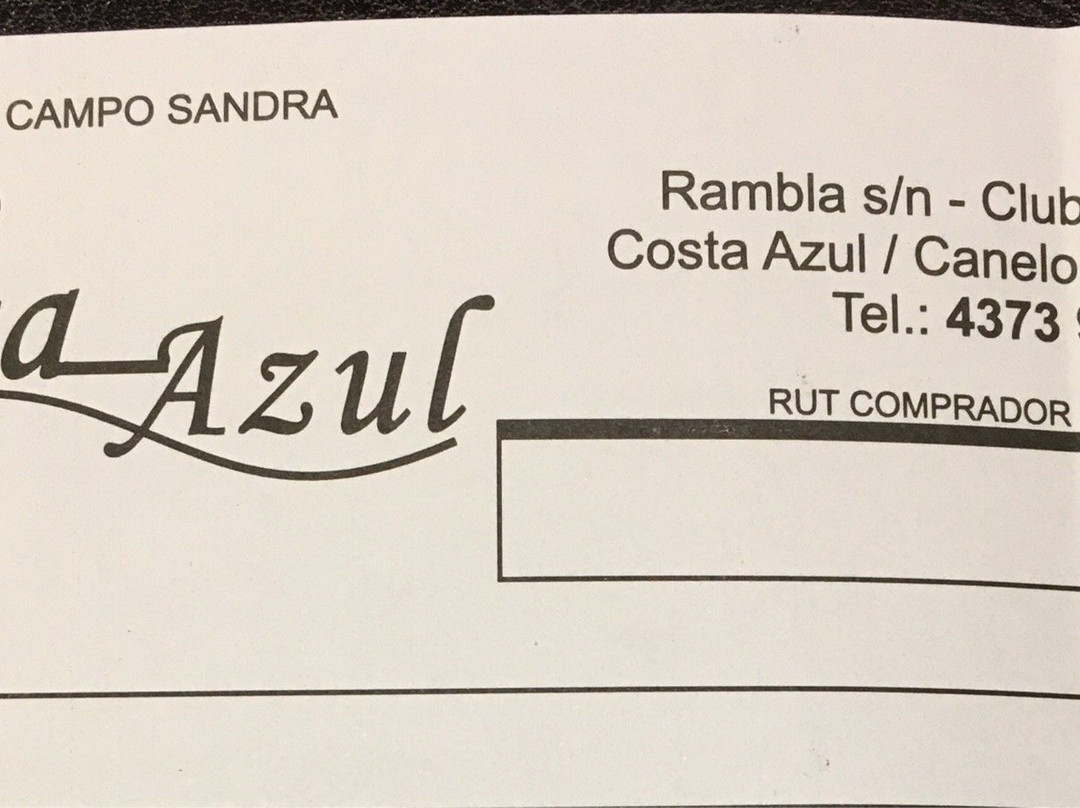 CAMPO SANDRA
Rambla s/n - Club
Costa Azul / Canelo
Tel.: 4373
a Azul
RUT COMPRADOR